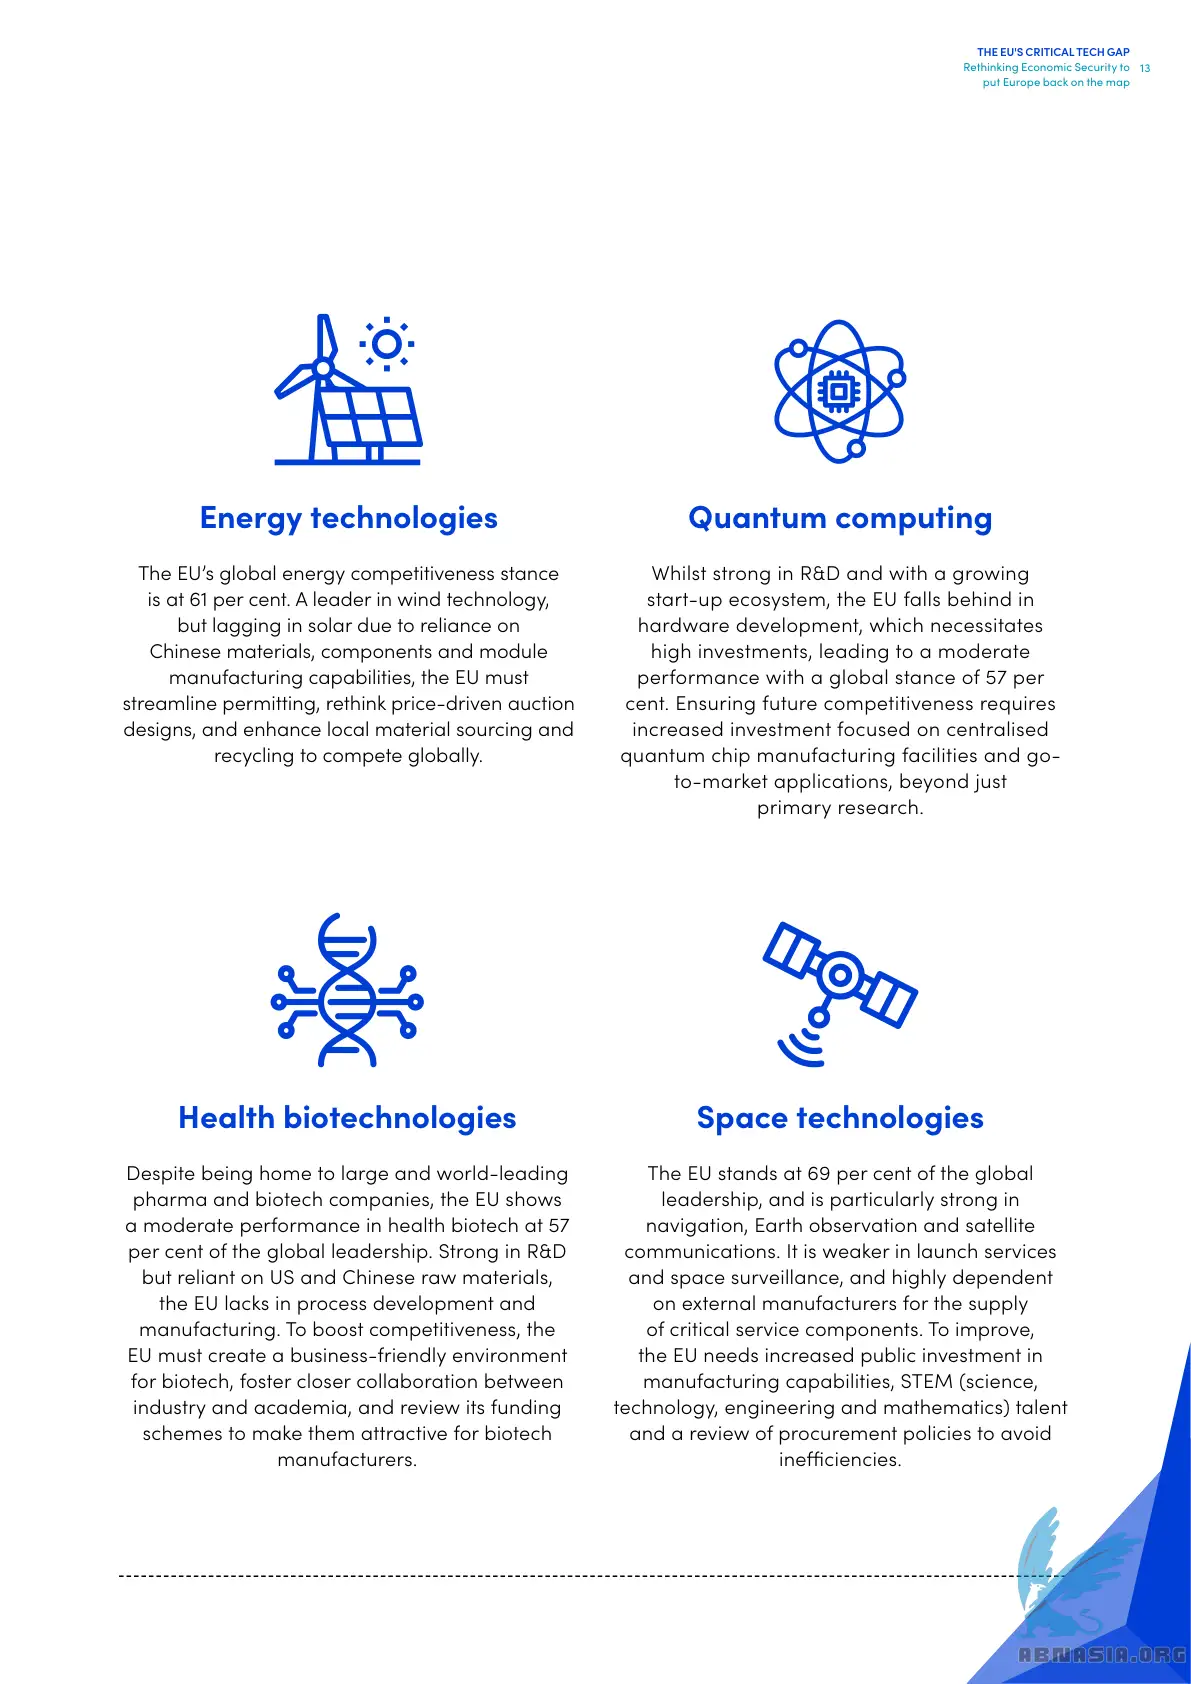 THE EU'S CRITICAL TECH GAP
Rethinking Economic Security to
put Europe back on the map
13
Energy technologies
The EU’s global energy competitiveness stance
is at 61 per cent. A leader in wind technology,
but lagging in solar due to reliance on
Chinese materials, components and module
manufacturing capabilities, the EU must
streamline permitting, rethink price-driven auction
designs, and enhance local material sourcing and
recycling to compete globally.
Quantum computing
Whilst strong in R&D and with a growing
start-up ecosystem, the EU falls behind in
hardware development, which necessitates
high investments, leading to a moderate
performance with a global stance of 57 per
cent. Ensuring future competitiveness requires
increased investment focused on centralised
quantum chip manufacturing facilities and go-
to-market applications, beyond just
primary research.
Health biotechnologies
Despite being home to large and world-leading
pharma and biotech companies, the EU shows
a moderate performance in health biotech at 57
per cent of the global leadership. Strong in R&D
but reliant on US and Chinese raw materials,
the EU lacks in process development and
manufacturing. To boost competitiveness, the
EU must create a business-friendly environment
for biotech, foster closer collaboration between
industry and academia, and review its funding
schemes to make them attractive for biotech
manufacturers.
Space technologies
The EU stands at 69 per cent of the global
leadership, and is particularly strong in
navigation, Earth observation and satellite
communications. It is weaker in launch services
and space surveillance, and highly dependent
on external manufacturers for the supply
of critical service components. To improve,
the EU needs increased public investment in
manufacturing capabilities, STEM (science,
technology, engineering and mathematics) talent
and a review of procurement policies to avoid
inefficiencies.
ABNASIA.ORG